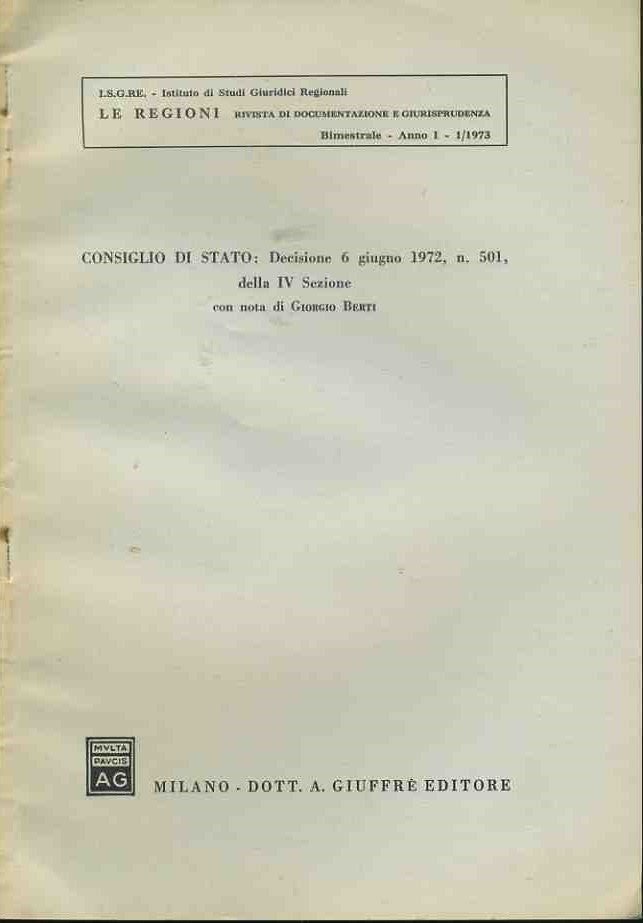 I.S.G.RE. - Istituto di Studi Giuridici Regionali
LE REGIONI RIVISTA DI DOCUMENTAZIONE E GIURISPRUDENZA
Bimestrale - Anno 1 - 1/1973
CONSIGLIO DI STATO: Decisione 6 giugno 1972, n. 501,
della IV Sezione
con nota di GIORGIO BERTI
MVLTA
PAVCIS
AG
MILANO - DOTT. A. GIUFFRÈ EDITORE